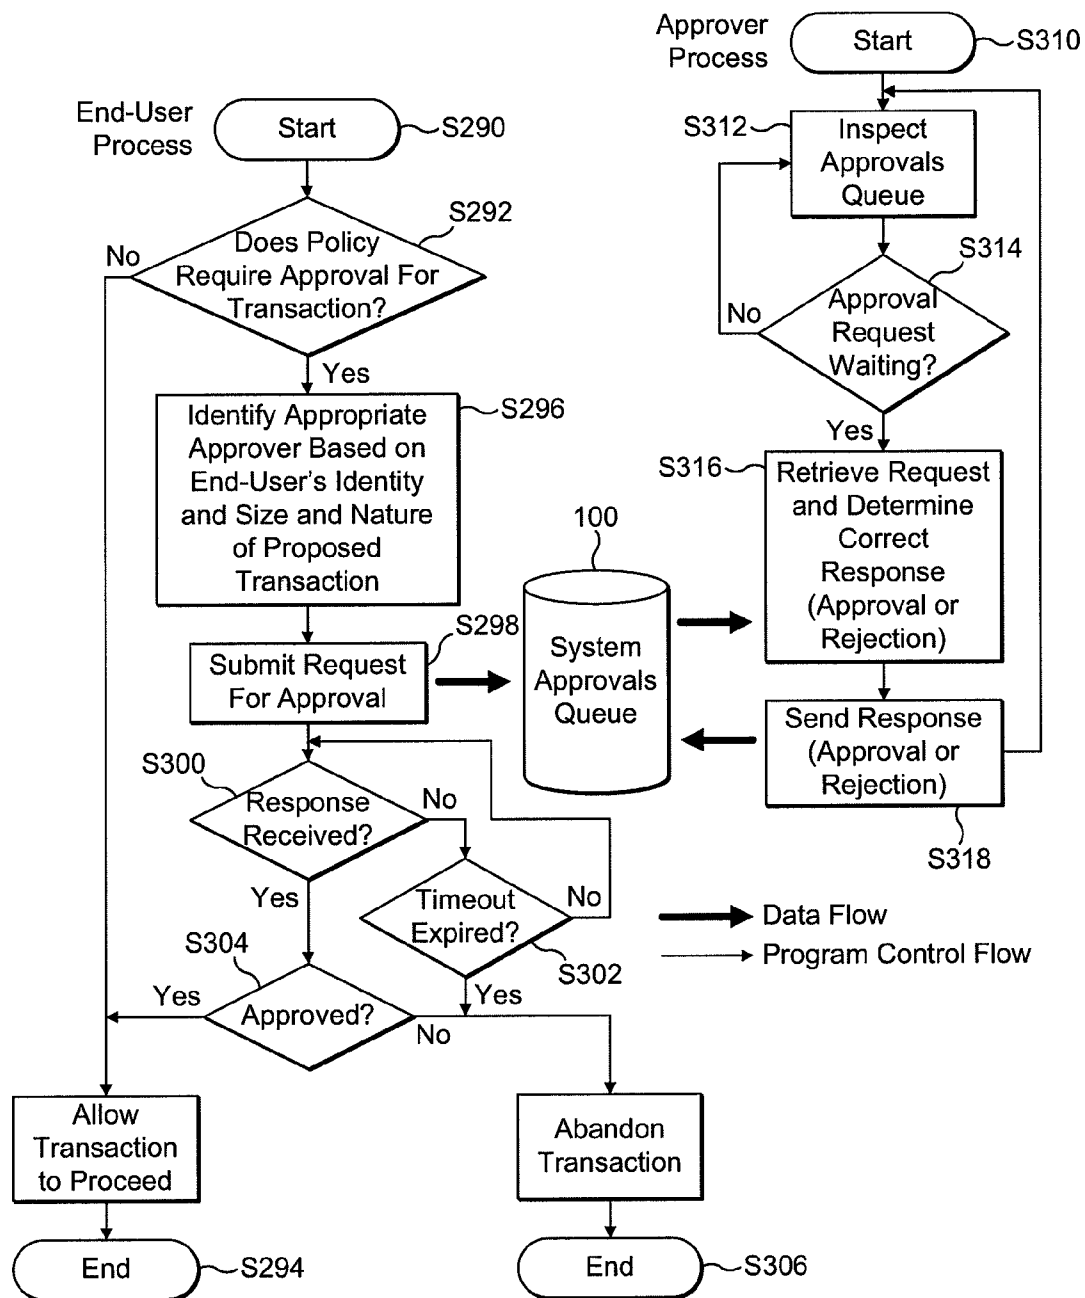 Approver
Process
Start
S310
End-User
Process
Start
S290
S312
Inspect
Approvals
Queue
S292
No
Does Policy
Require Approval For
Transaction?
S314
No
Approval
Request
Waiting?
Yes
Yes
S296
Identify Appropriate
Approver Based on
End-User's Identity
and Size and Nature
of Proposed
Transaction
S316
Retrieve Request
and Determine
Correct
Response
(Approval or
Rejection)
100
System
Approvals
Queue
S298
Submit Request
For Approval
Send Response
(Approval or
Rejection)
S318
S300
Response
Received?
No
Yes
Timeout
Expired?
No
S302
Yes
Data Flow
Program Control Flow
S304
Yes
Approved?
No
Allow
Transaction
to Proceed
Abandon
Transaction
End
S294
End
S306